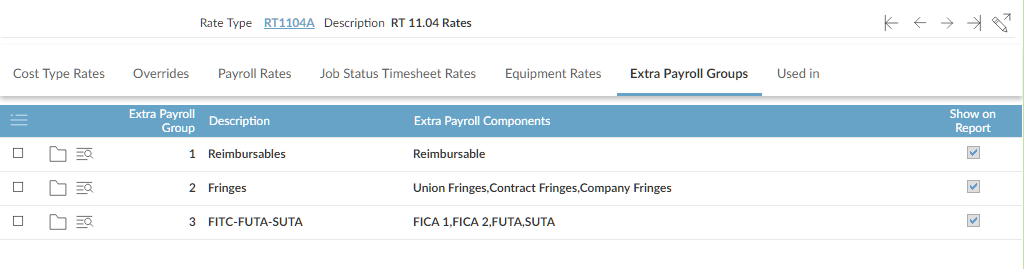 Rate Type RT1104A Description RT 11.04 Rates
Cost Type Rates Overrides Payroll Rates Job Status Timesheet Rates Equipment Rates Extra Payroll Groups Used in
Extra Payroll Group Description Extra Payroll Components Show on Report
1 Reimbursables Reimbursable
2 Fringes Union Fringes,Contract Fringes,Company Fringes
3 FITC-FUTA-SUTA FICA 1,FICA 2,FUTA,SUTA